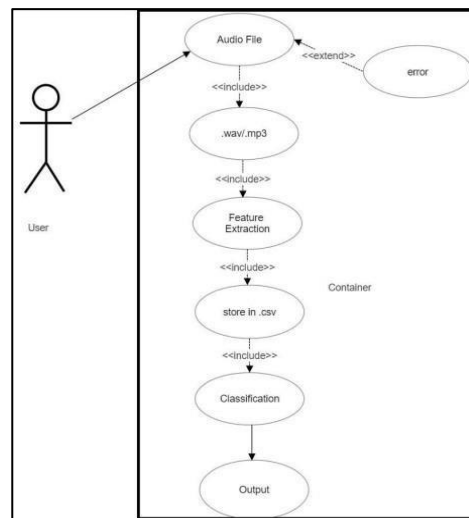 Audio File
<<extend>>
error
<<include>>
.wav/.mp3
<<include>>
Feature
Extraction
User
<<include>>
Container
store in .csv
<<include>>
Classification
Output